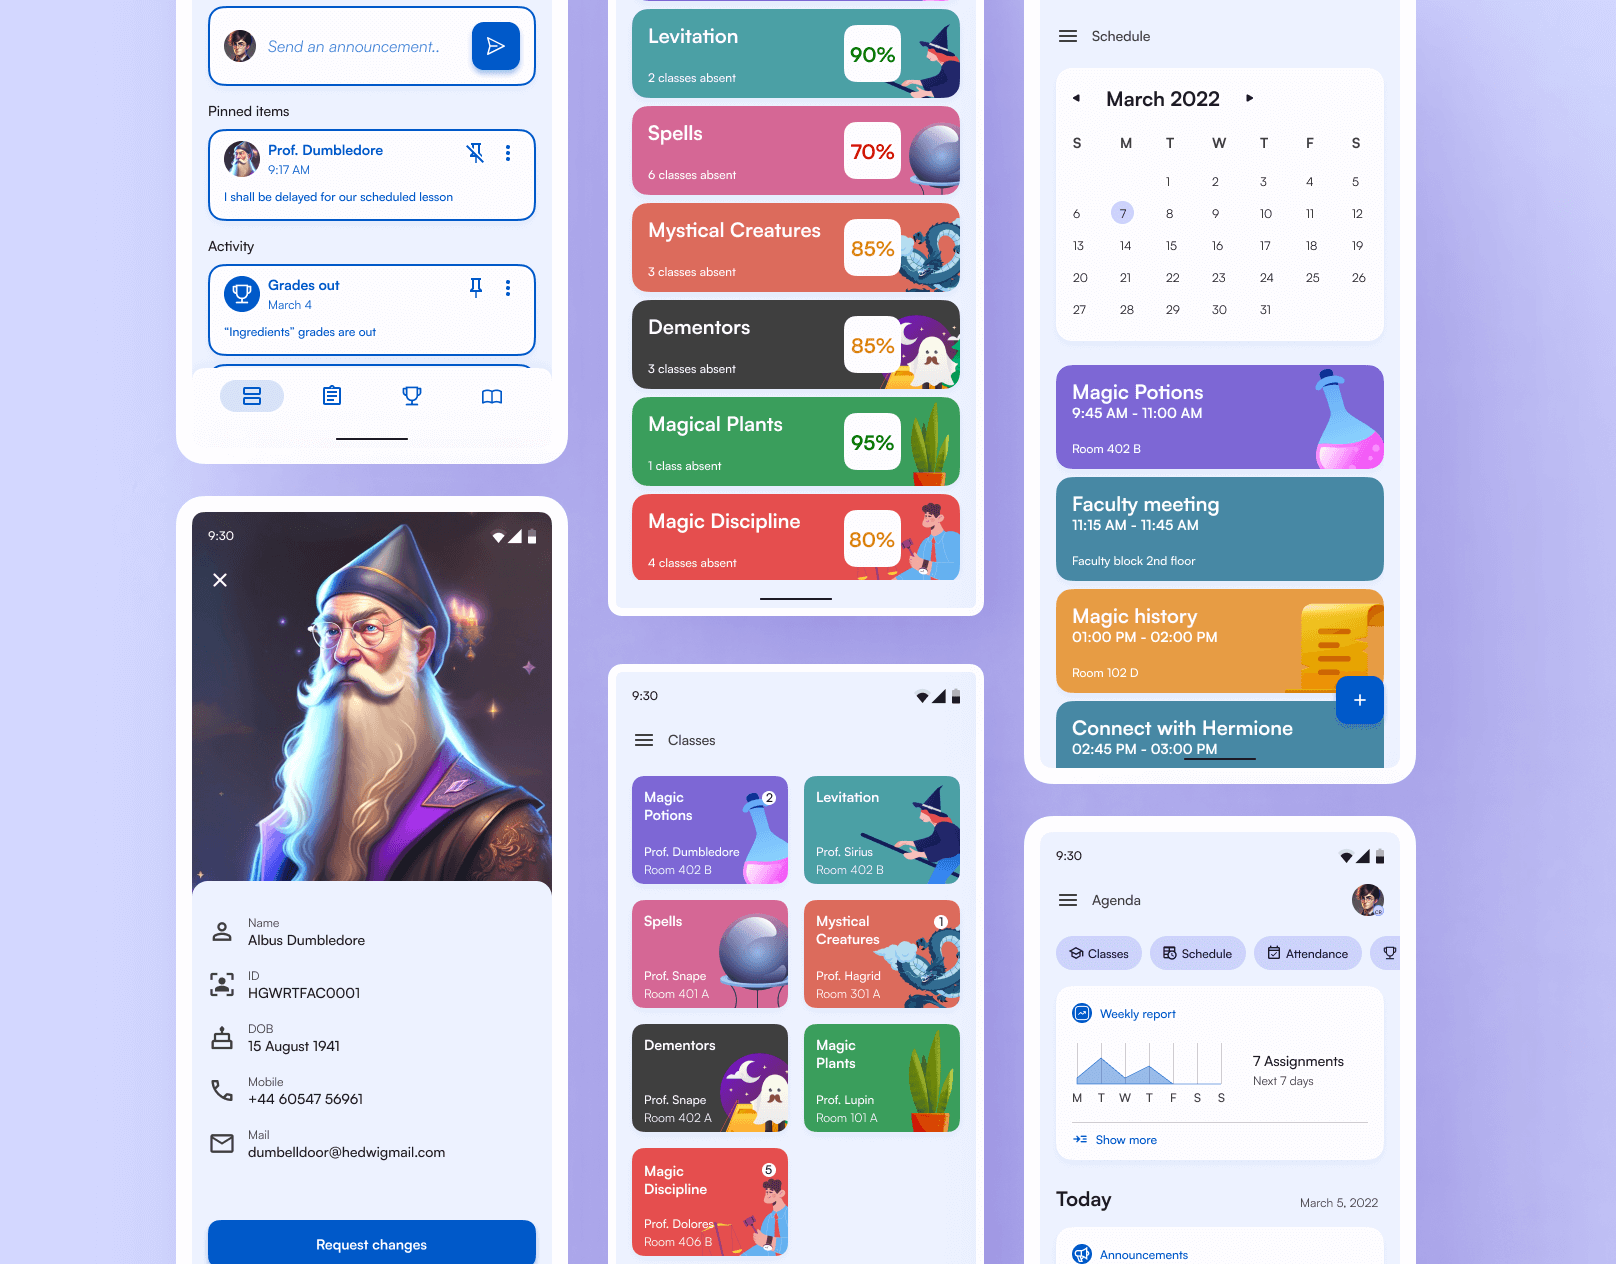 Send an announcement..
Pinned items
Prof. Dumbledore
9:17 AM
I shall be delayed for our scheduled lesson
Activity
Grades out
March 4
“Ingredients” grades are out
9:30
Name
Albus Dumbledore
ID
HGWRTFAC0001
DOB
15 August 1941
Mobile
+44 60547 56961
Mail
dumbelldoor@hedwigmail.com
Request changes
Levitation
90%
2 classes absent
Spells
70%
6 classes absent
Mystical Creatures
85%
3 classes absent
Dementors
85%
3 classes absent
Magical Plants
95%
1 class absent
Magic Discipline
80%
4 classes absent
9:30
Classes
Magic
Potions
2
Prof. Dumbledore
Room 402 B
Levitation
Prof. Sirius
Room 402 B
Spells
Prof. Snape
Room 401 A
Mystical
Creatures
1
Prof. Hagrid
Room 301 A
Dementors
Prof. Snape
Room 402 A
Magic
Plants
Prof. Lupin
Room 101 A
Magic
Discipline
5
Prof. Dolores
Room 406 B
Schedule
March 2022
S M T W T F S
1 2 3 4 5
6 7 8 9 10 11 12
13 14 15 16 17 18 19
20 21 22 23 24 25 26
27 28 29 30 31
Magic Potions
9:45 AM - 11:00 AM
Room 402 B
Faculty meeting
11:15 AM - 11:45 AM
Faculty block 2nd floor
Magic history
01:00 PM - 02:00 PM
Room 102 D
+
Connect with Hermione
02:45 PM - 03:00 PM
9:30
Agenda
CR
Classes Schedule Attendance
Weekly report
7 Assignments
Next 7 days
M T W T F S S
Show more
Today
March 5, 2022
Announcements